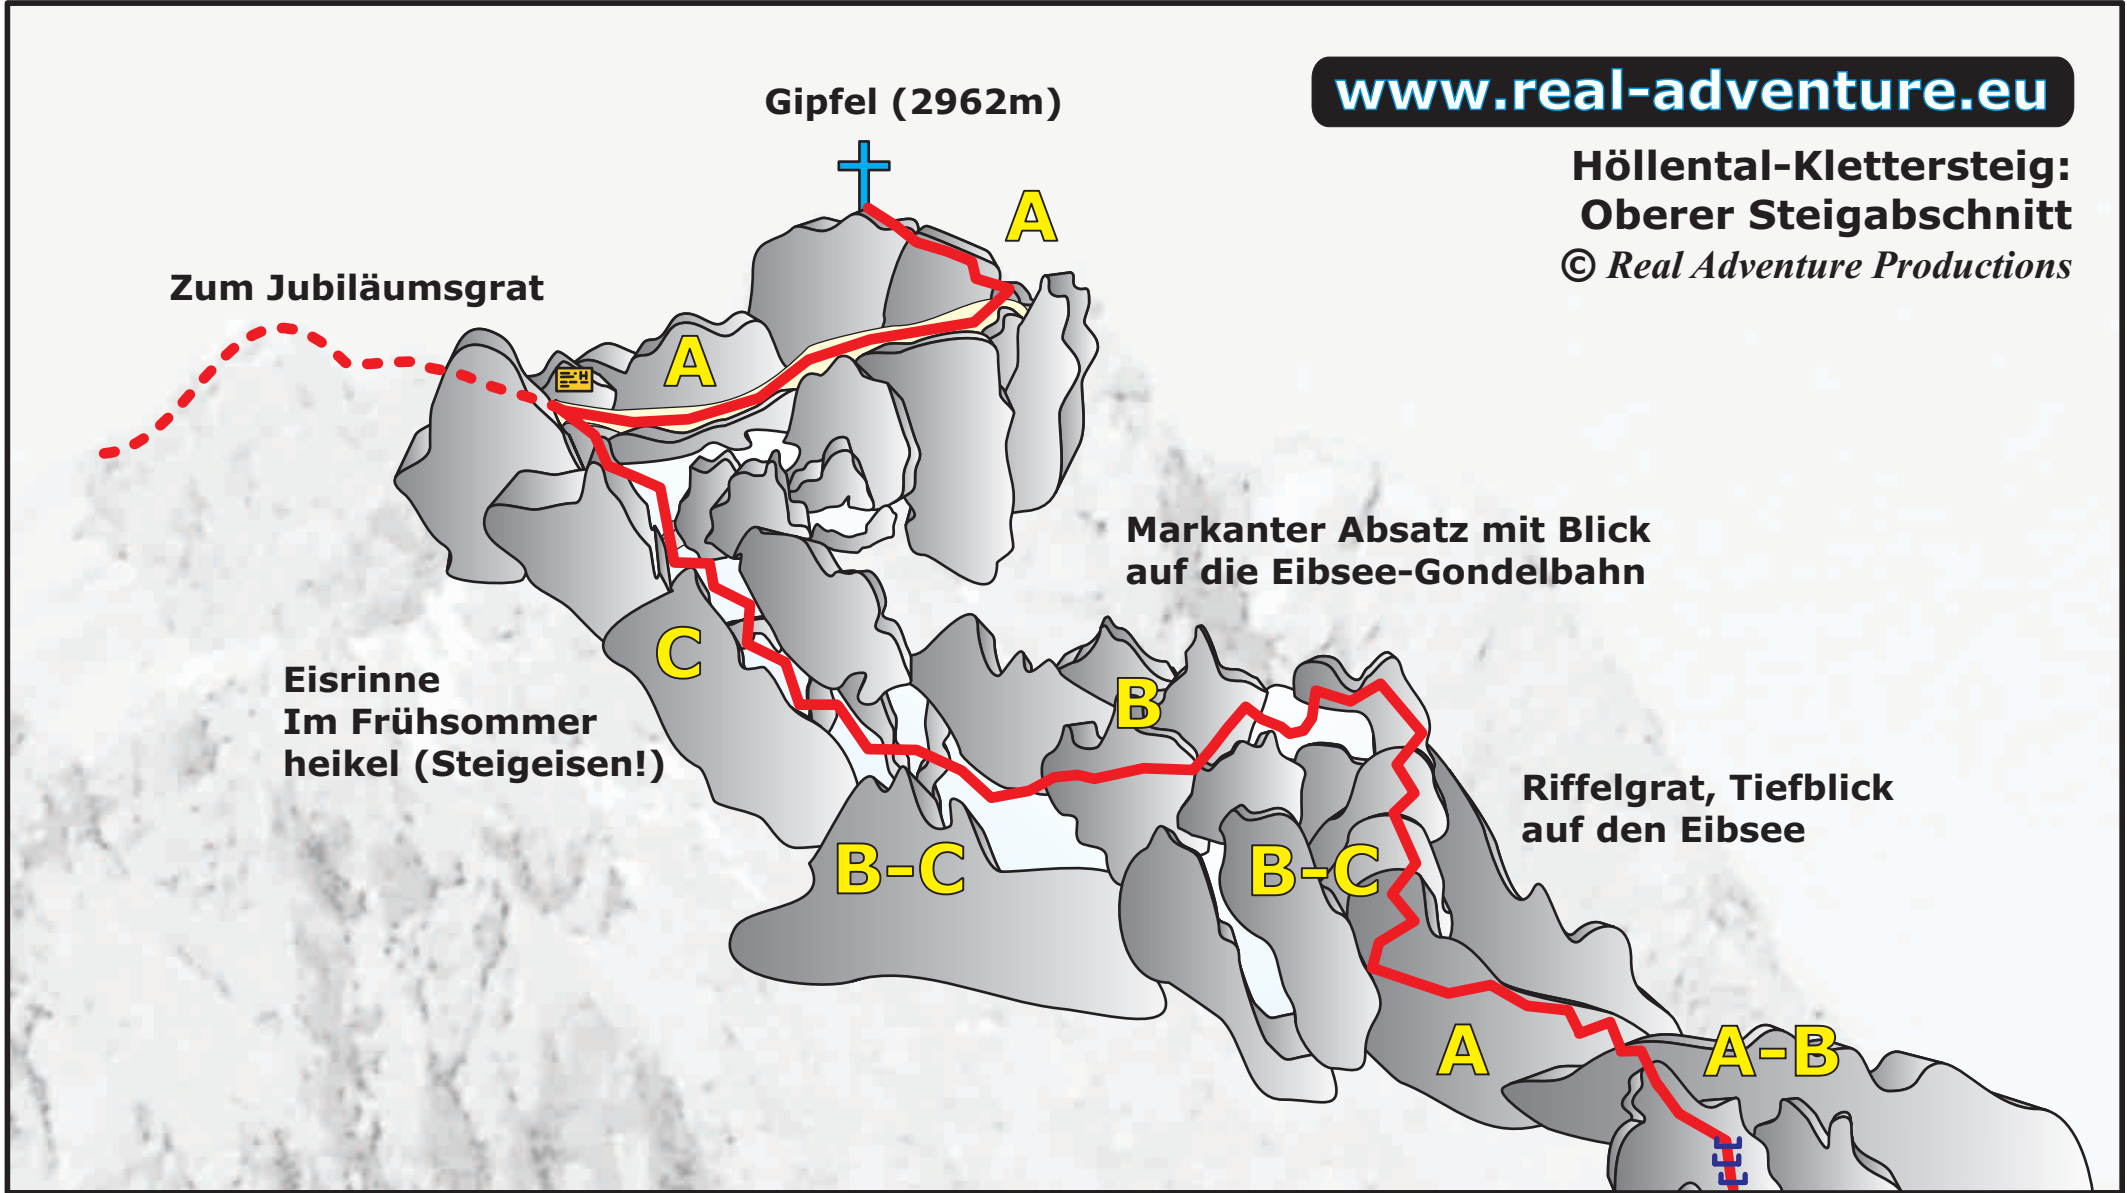 Gipfel (2962m)
www.real-adventure.eu
Höllental-Klettersteig:
Oberer Steigabschnitt
© Real Adventure Productions
A
Zum Jubiläumsgrat
A
H
Markanter Absatz mit Blick
auf die Eibsee-Gondelbahn
C
Eisrinne
Im Frühsommer
heikel (Steigeisen!)
B
Riffelgrat, Tiefblick
auf den Eibsee
B-C
B-C
A
A-B